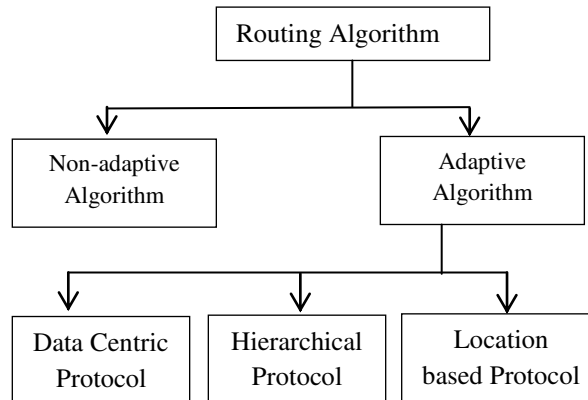 Routing Algorithm
Non-adaptive
Algorithm
Adaptive
Algorithm
Data Centric
Protocol
Hierarchical
Protocol
Location
based Protocol